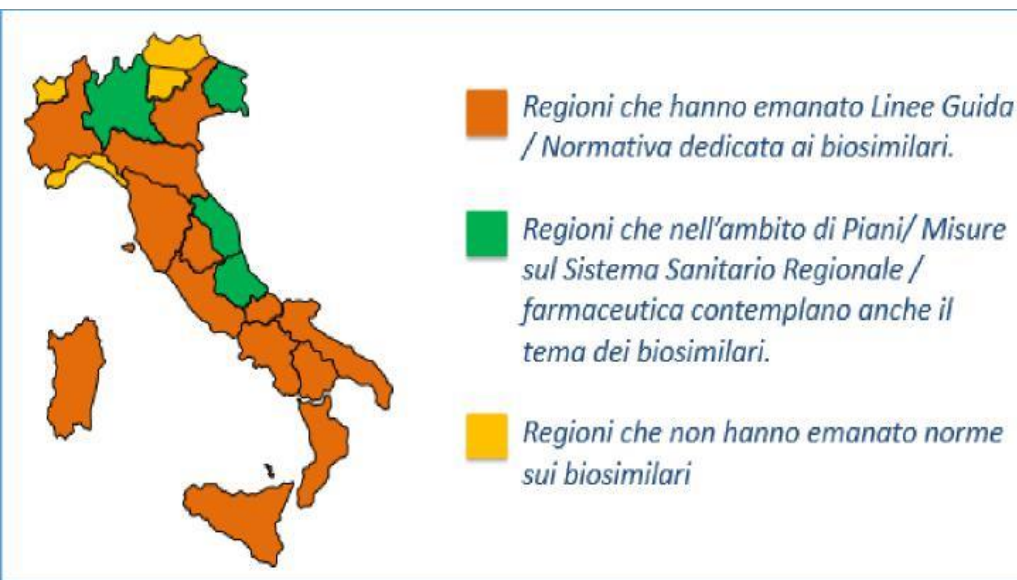 Regioni che hanno emanato Linee Guida
/ Normativa dedicata ai biosimilari.
Regioni che nell'ambito di Piani/ Misure
sul Sistema Sanitario Regionale /
farmaceutica contemplano anche il
tema dei biosimilari.
Regioni che non hanno emanato norme
sui biosimilari